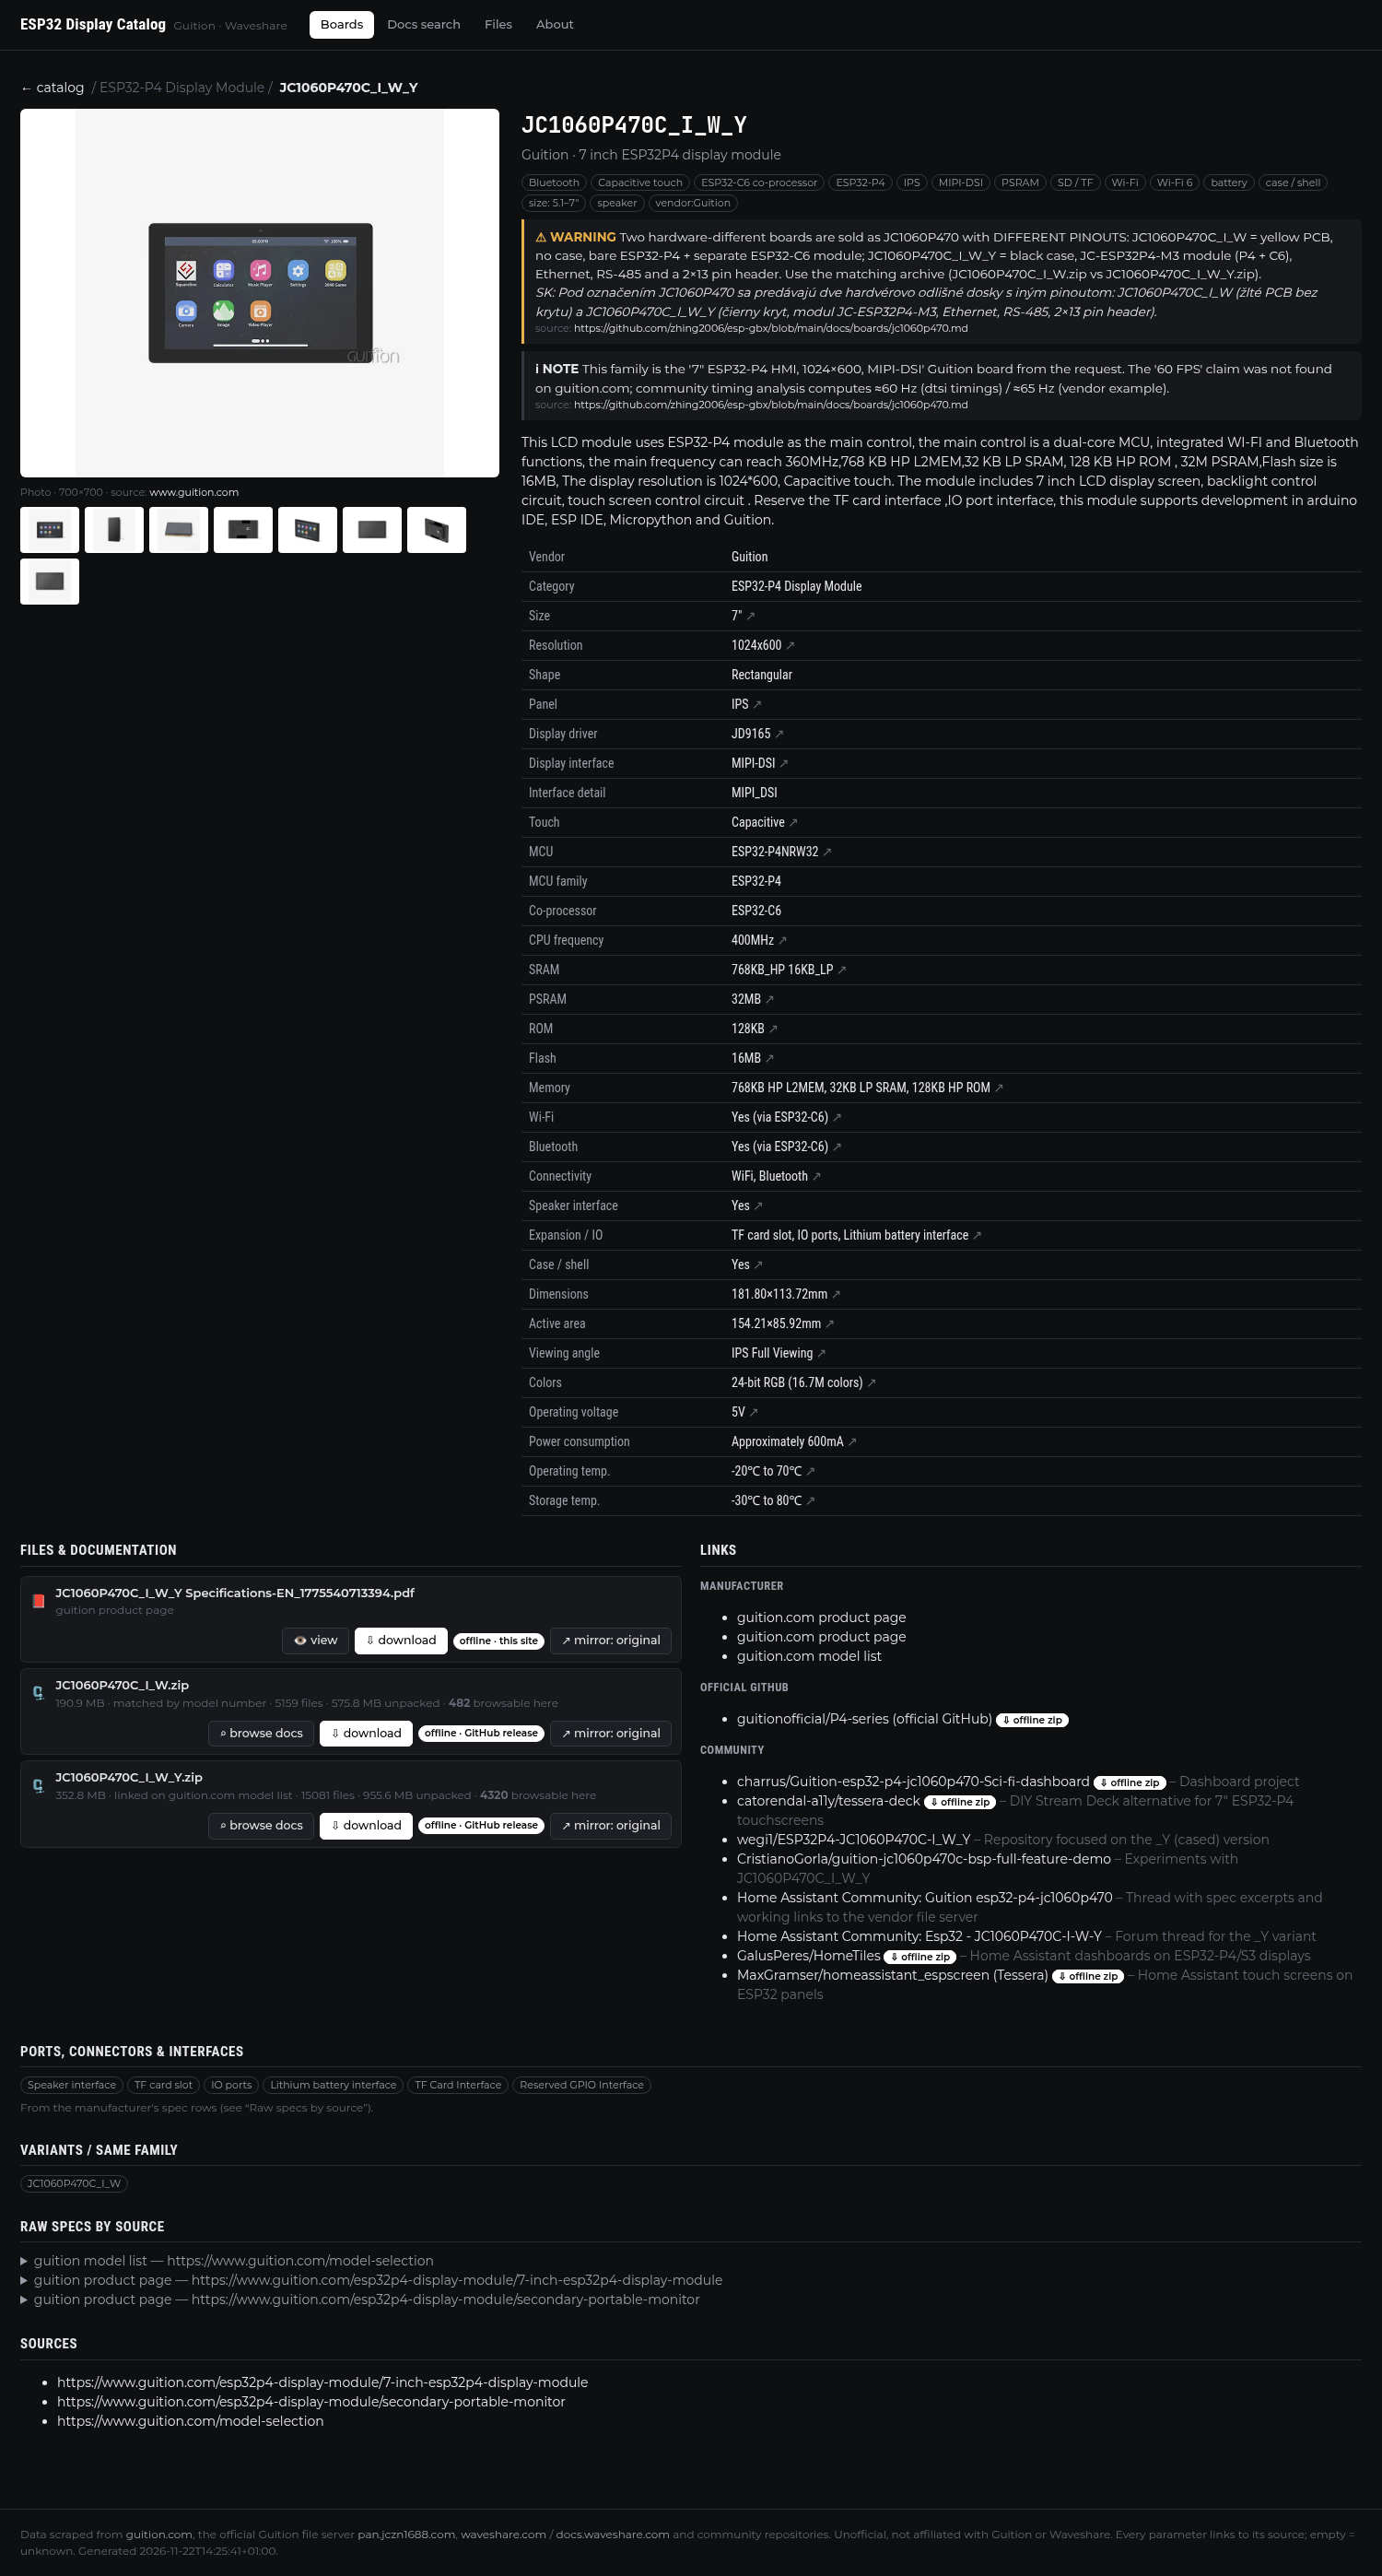 ESP32 Display Catalog Guition · Waveshare Boards Docs search Files About
← catalog / ESP32-P4 Display Module / JC1060P470C_I_W_Y
Guition
Photo · 700×700 · source: www.guition.com
JC1060P470C_I_W_Y
Guition · 7 inch ESP32P4 display module
Bluetooth Capacitive touch ESP32-C6 co-processor ESP32-P4 IPS MIPI-DSI PSRAM SD / TF Wi-Fi Wi-Fi 6 battery case / shell
size: 5.1–7" speaker vendor:Guition
⚠ WARNING Two hardware-different boards are sold as JC1060P470 with DIFFERENT PINOUTS: JC1060P470C_I_W = yellow PCB,
no case, bare ESP32-P4 + separate ESP32-C6 module; JC1060P470C_I_W_Y = black case, JC-ESP32P4-M3 module (P4 + C6),
Ethernet, RS-485 and a 2×13 pin header. Use the matching archive (JC1060P470C_I_W.zip vs JC1060P470C_I_W_Y.zip).
SK: Pod označením JC1060P470 sa predávajú dve hardvérovo odlišné dosky s iným pinoutom: JC1060P470C_I_W (žlté PCB bez
krytu) a JC1060P470C_I_W_Y (čierny kryt, modul JC-ESP32P4-M3, Ethernet, RS-485, 2×13 pin header).
source: https://github.com/zhing2006/esp-gbx/blob/main/docs/boards/jc1060p470.md
ℹ NOTE This family is the '7" ESP32-P4 HMI, 1024×600, MIPI-DSI' Guition board from the request. The '60 FPS' claim was not found
on guition.com; community timing analysis computes ≈60 Hz (dtsi timings) / ≈65 Hz (vendor example).
source: https://github.com/zhing2006/esp-gbx/blob/main/docs/boards/jc1060p470.md
This LCD module uses ESP32-P4 module as the main control, the main control is a dual-core MCU, integrated WI-FI and Bluetooth
functions, the main frequency can reach 360MHz,768 KB HP L2MEM,32 KB LP SRAM, 128 KB HP ROM , 32M PSRAM,Flash size is
16MB, The display resolution is 1024*600, Capacitive touch. The module includes 7 inch LCD display screen, backlight control
circuit, touch screen control circuit . Reserve the TF card interface ,IO port interface, this module supports development in arduino
IDE, ESP IDE, Micropython and Guition.
Vendor Guition
Category ESP32-P4 Display Module
Size 7" ↗
Resolution 1024x600 ↗
Shape Rectangular
Panel IPS ↗
Display driver JD9165 ↗
Display interface MIPI-DSI ↗
Interface detail MIPI_DSI
Touch Capacitive ↗
MCU ESP32-P4NRW32 ↗
MCU family ESP32-P4
Co-processor ESP32-C6
CPU frequency 400MHz ↗
SRAM 768KB_HP 16KB_LP ↗
PSRAM 32MB ↗
ROM 128KB ↗
Flash 16MB ↗
Memory 768KB HP L2MEM, 32KB LP SRAM, 128KB HP ROM ↗
Wi-Fi Yes (via ESP32-C6) ↗
Bluetooth Yes (via ESP32-C6) ↗
Connectivity WiFi, Bluetooth ↗
Speaker interface Yes ↗
Expansion / IO TF card slot, IO ports, Lithium battery interface ↗
Case / shell Yes ↗
Dimensions 181.80×113.72mm ↗
Active area 154.21×85.92mm ↗
Viewing angle IPS Full Viewing ↗
Colors 24-bit RGB (16.7M colors) ↗
Operating voltage 5V ↗
Power consumption Approximately 600mA ↗
Operating temp. -20℃ to 70℃ ↗
Storage temp. -30℃ to 80℃ ↗
FILES & DOCUMENTATION
JC1060P470C_I_W_Y Specifications-EN_1775540713394.pdf
guition product page
view ⇩ download offline · this site ↗ mirror: original
JC1060P470C_I_W.zip
190.9 MB · matched by model number · 5159 files · 575.8 MB unpacked · 482 browsable here
⌕ browse docs ⇩ download offline · GitHub release ↗ mirror: original
JC1060P470C_I_W_Y.zip
352.8 MB · linked on guition.com model list · 15081 files · 955.6 MB unpacked · 4320 browsable here
⌕ browse docs ⇩ download offline · GitHub release ↗ mirror: original
LINKS
MANUFACTURER
guition.com product page
guition.com product page
guition.com model list
OFFICIAL GITHUB
guitionofficial/P4-series (official GitHub) ⇩ offline zip
COMMUNITY
charrus/Guition-esp32-p4-jc1060p470-Sci-fi-dashboard ⇩ offline zip – Dashboard project
catorendal-a11y/tessera-deck ⇩ offline zip – DIY Stream Deck alternative for 7" ESP32-P4
touchscreens
wegi1/ESP32P4-JC1060P470C-I_W_Y – Repository focused on the _Y (cased) version
CristianoGorla/guition-jc1060p470c-bsp-full-feature-demo – Experiments with
JC1060P470C_I_W_Y
Home Assistant Community: Guition esp32-p4-jc1060p470 – Thread with spec excerpts and
working links to the vendor file server
Home Assistant Community: Esp32 - JC1060P470C-I-W-Y – Forum thread for the _Y variant
GalusPeres/HomeTiles ⇩ offline zip – Home Assistant dashboards on ESP32-P4/S3 displays
MaxGramser/homeassistant_espscreen (Tessera) ⇩ offline zip – Home Assistant touch screens on
ESP32 panels
PORTS, CONNECTORS & INTERFACES
Speaker interface TF card slot IO ports Lithium battery interface TF Card Interface Reserved GPIO Interface
From the manufacturer's spec rows (see “Raw specs by source”).
VARIANTS / SAME FAMILY
JC1060P470C_I_W
RAW SPECS BY SOURCE
▶ guition model list — https://www.guition.com/model-selection
▶ guition product page — https://www.guition.com/esp32p4-display-module/7-inch-esp32p4-display-module
▶ guition product page — https://www.guition.com/esp32p4-display-module/secondary-portable-monitor
SOURCES
https://www.guition.com/esp32p4-display-module/7-inch-esp32p4-display-module
https://www.guition.com/esp32p4-display-module/secondary-portable-monitor
https://www.guition.com/model-selection
Data scraped from guition.com, the official Guition file server pan.jczn1688.com, waveshare.com / docs.waveshare.com and community repositories. Unofficial, not affiliated with Guition or Waveshare. Every parameter links to its source; empty =
unknown. Generated 2026-11-22T14:25:41+01:00.